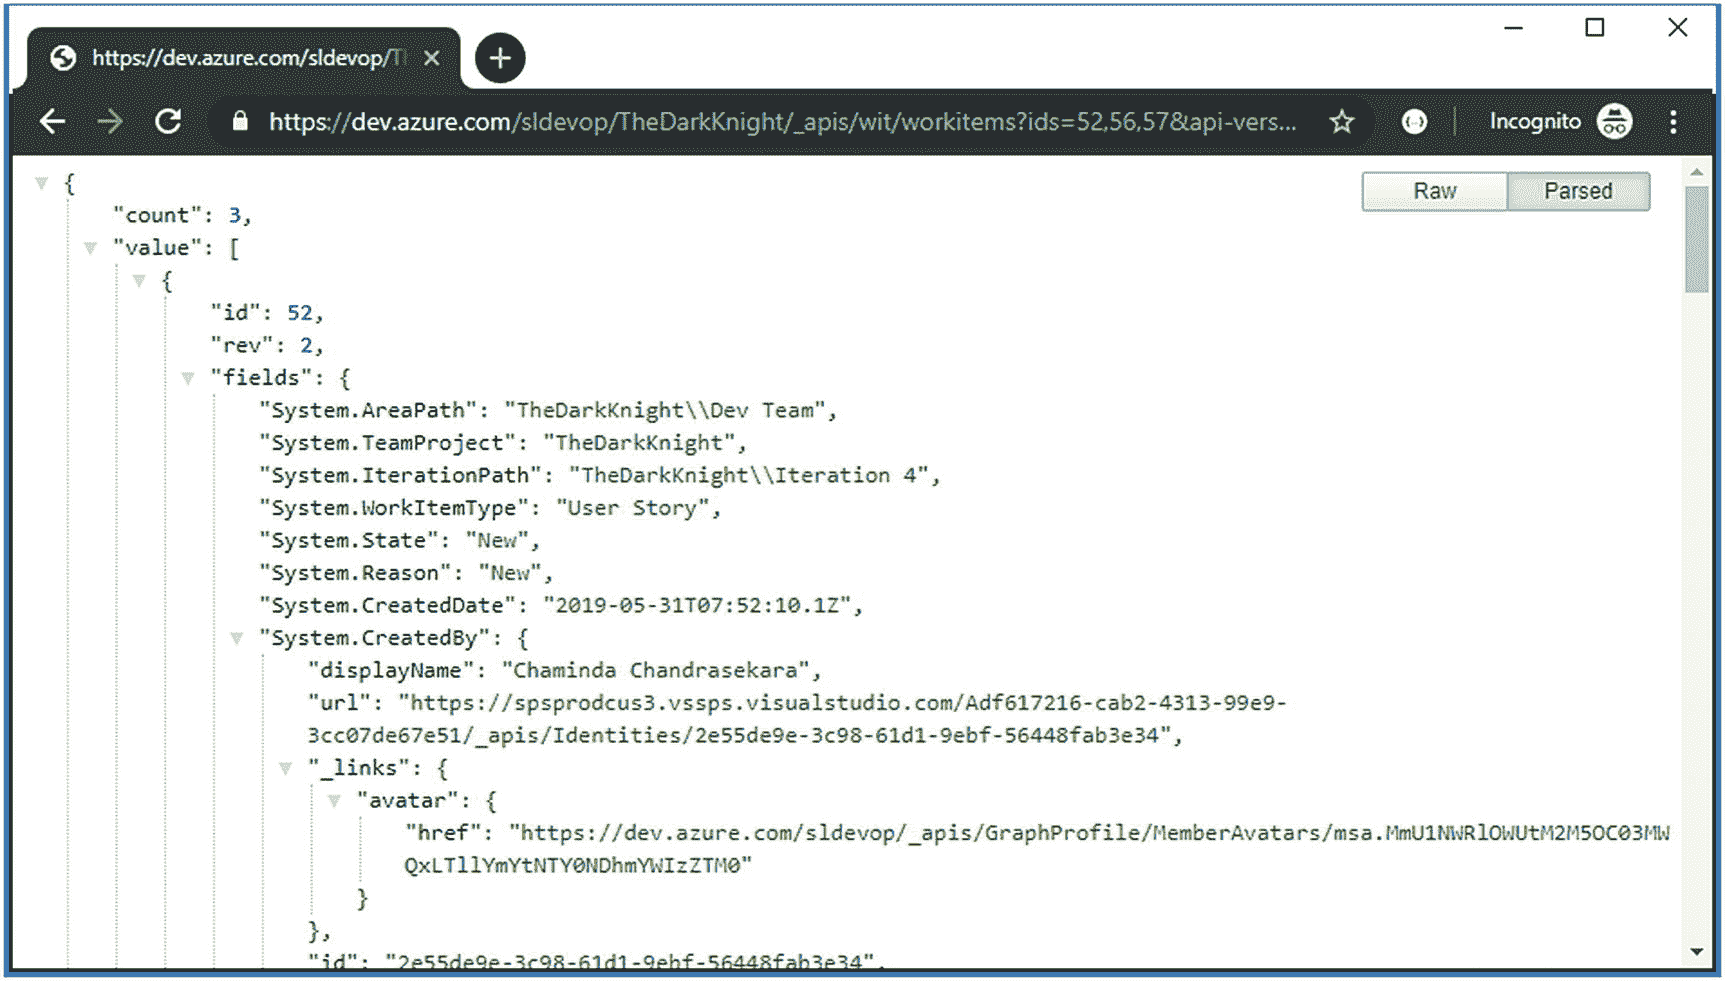 https://dev.azure.com/sldevop/Tl
https://dev.azure.com/sldevop/TheDarkKnight/_apis/wit/workitems?ids=52,56,57&api-vers...
Incognito
Raw
Parsed
{
"count": 3,
"value": [
{
"id": 52,
"rev": 2,
"fields": {
"System.AreaPath": "TheDarkKnight\\Dev Team",
"System.TeamProject": "TheDarkKnight",
"System.IterationPath": "TheDarkKnight\\Iteration 4",
"System.WorkItemType": "User Story",
"System.State": "New",
"System.Reason": "New",
"System.CreatedDate": "2019-05-31T07:52:10.1Z",
"System.CreatedBy": {
"displayName": "Chaminda Chandrasekara",
"url": "https://spsprodcus3.vssps.visualstudio.com/Adf617216-cab2-4313-99e9-
3cc07de67e51/_apis/Identities/2e55de9e-3c98-61d1-9ebf-56448fab3e34",
"_links": {
"avatar": {
"href": "https://dev.azure.com/sldevop/_apis/GraphProfile/MemberAvatars/msa.MmU1NWRlOWUtM2M5OC03MW
QxLTllYmYtNTY0NDhmYWIzZTM0"
}
},
"id": "2e55de9e-3c98-61d1-9ebf-56448fab3e34",